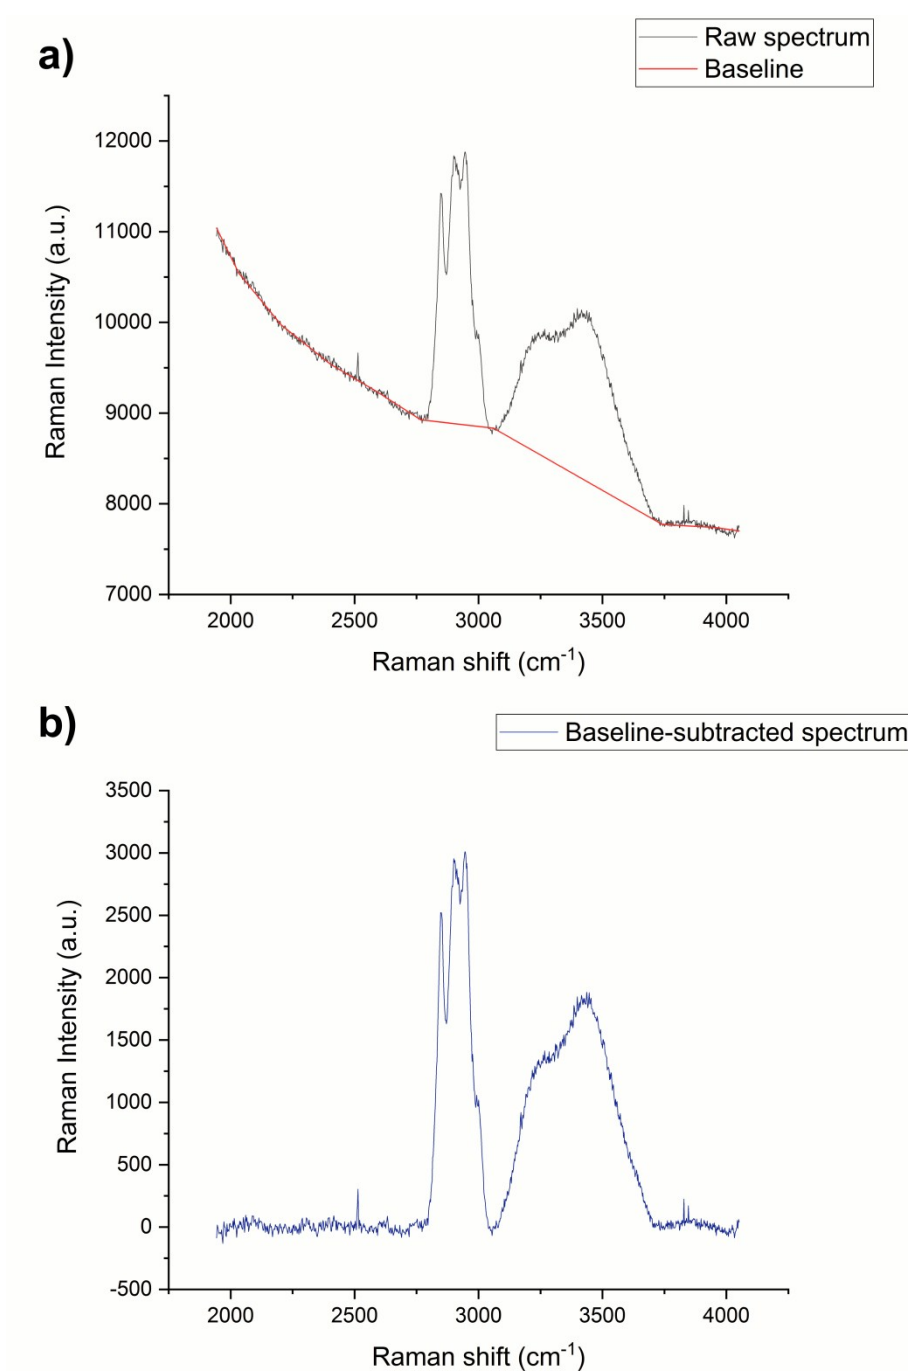 a)
Raw spectrum
Baseline
12000
11000
10000
9000
8000
7000
Raman Intensity (a.u.)
2000 2500 3000 3500 4000
Raman shift (cm⁻¹)
b)
Baseline-subtracted spectrum
3500
3000
2500
2000
1500
1000
500
0
-500
Raman Intensity (a.u.)
2000 2500 3000 3500 4000
Raman shift (cm⁻¹)